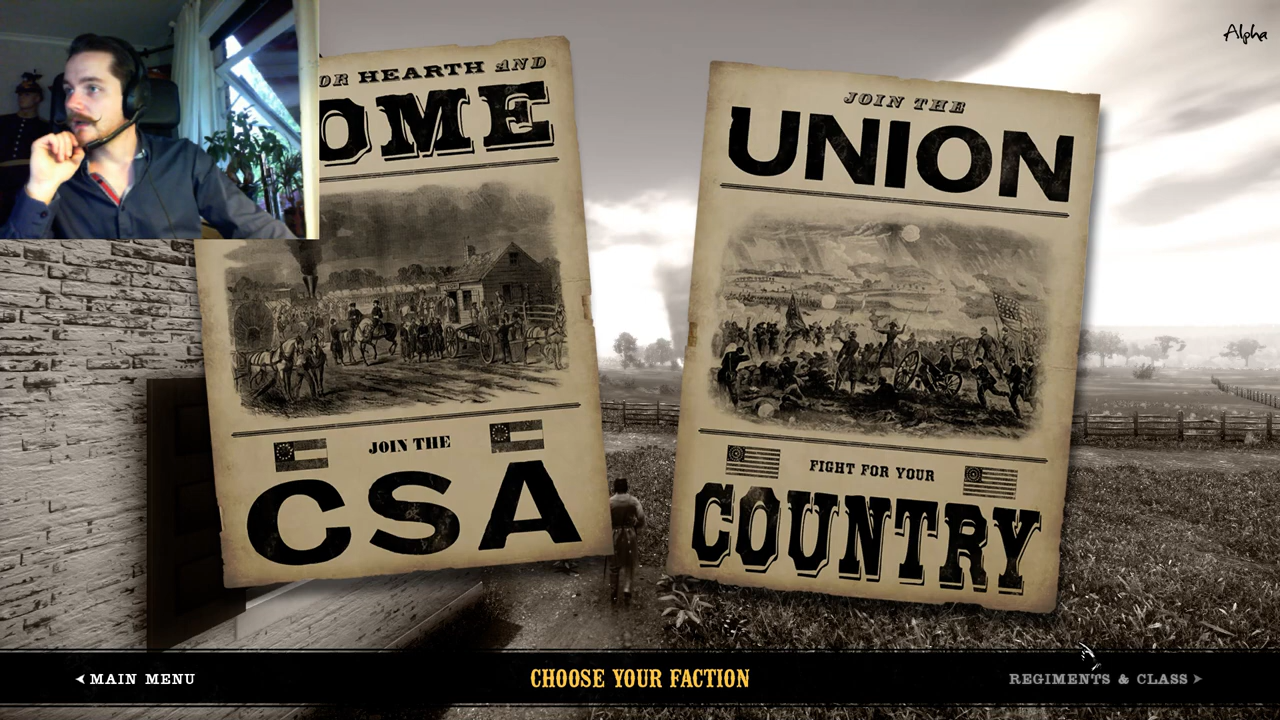 Alpha
OR HEARTH AND
OME
JOIN THE
CSA
JOIN THE
UNION
FIGHT FOR YOUR
COUNTRY
MAIN MENU
CHOOSE YOUR FACTION
REGIMENTS & CLASS